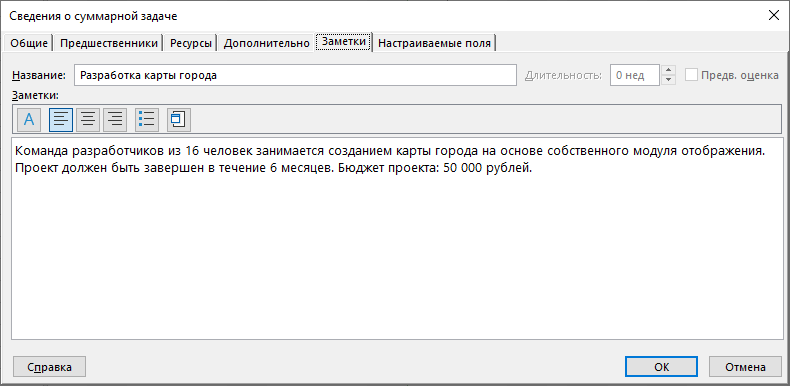 Сведения о суммарной задаче
Общие Предшественники Ресурсы Дополнительно Заметки Настраиваемые поля
Название: Разработка карты города Длительность: 0 нед Предв. оценка
Заметки:
A
Команда разработчиков из 16 человек занимается созданием карты города на основе собственного модуля отображения.
Проект должен быть завершен в течение 6 месяцев. Бюджет проекта: 50 000 рублей.
Справка ОК Отмена